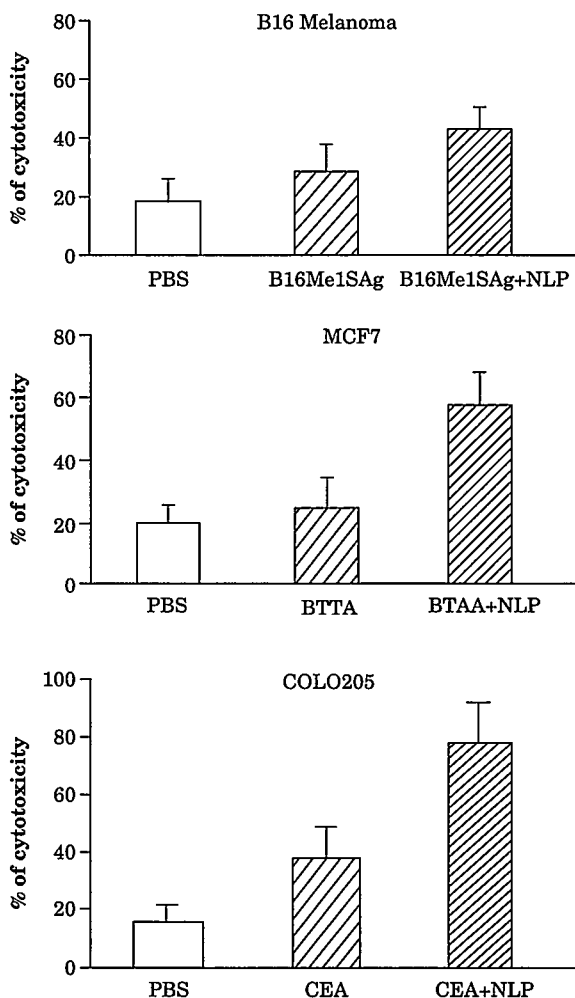 B16 Melanoma
% of cytotoxicity
80
60
40
20
0
PBS B16Me1SAg B16Me1SAg+NLP
MCF7
% of cytotoxicity
80
60
40
20
0
PBS BTTA BTAA+NLP
COLO205
% of cytotoxicity
100
80
60
40
20
0
PBS CEA CEA+NLP